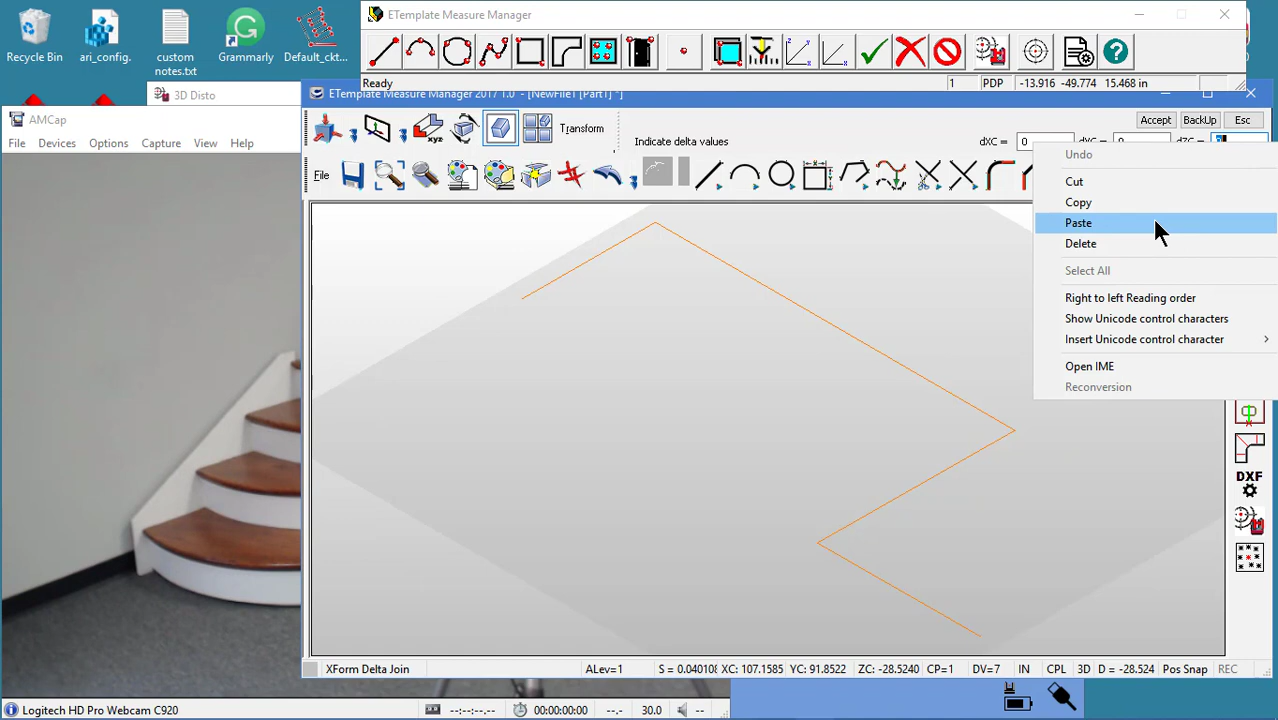 ETemplate Measure Manager
Recycle Bin
ari_config.
custom
notes.txt
Grammarly
Default_ckt...
Ready
1
PDP
-13.916 -49.774 15.468 in
3D Disto
ETemplate Measure Manager 2017 1.0 - [NewFile1 [Part1] *]
AMCap
File Devices Options Capture View Help
Transform
Indicate delta values
Accept
BackUp
Esc
dXC = 0
dYC = 0
dZC =
File
Undo
Cut
Copy
Paste
Delete
Select All
Right to left Reading order
Show Unicode control characters
Insert Unicode control character
Open IME
Reconversion
DXF
XForm Delta Join
ALev=1
S = 0.040108
XC: 107.1585
YC: 91.8522
ZC: -28.5240
CP=1
DV=7
IN
CPL
3D
D = -28.524
Pos Snap
REC
Logitech HD Pro Webcam C920
--:--:--.--
00:00:00:00
--.-
30.0
--